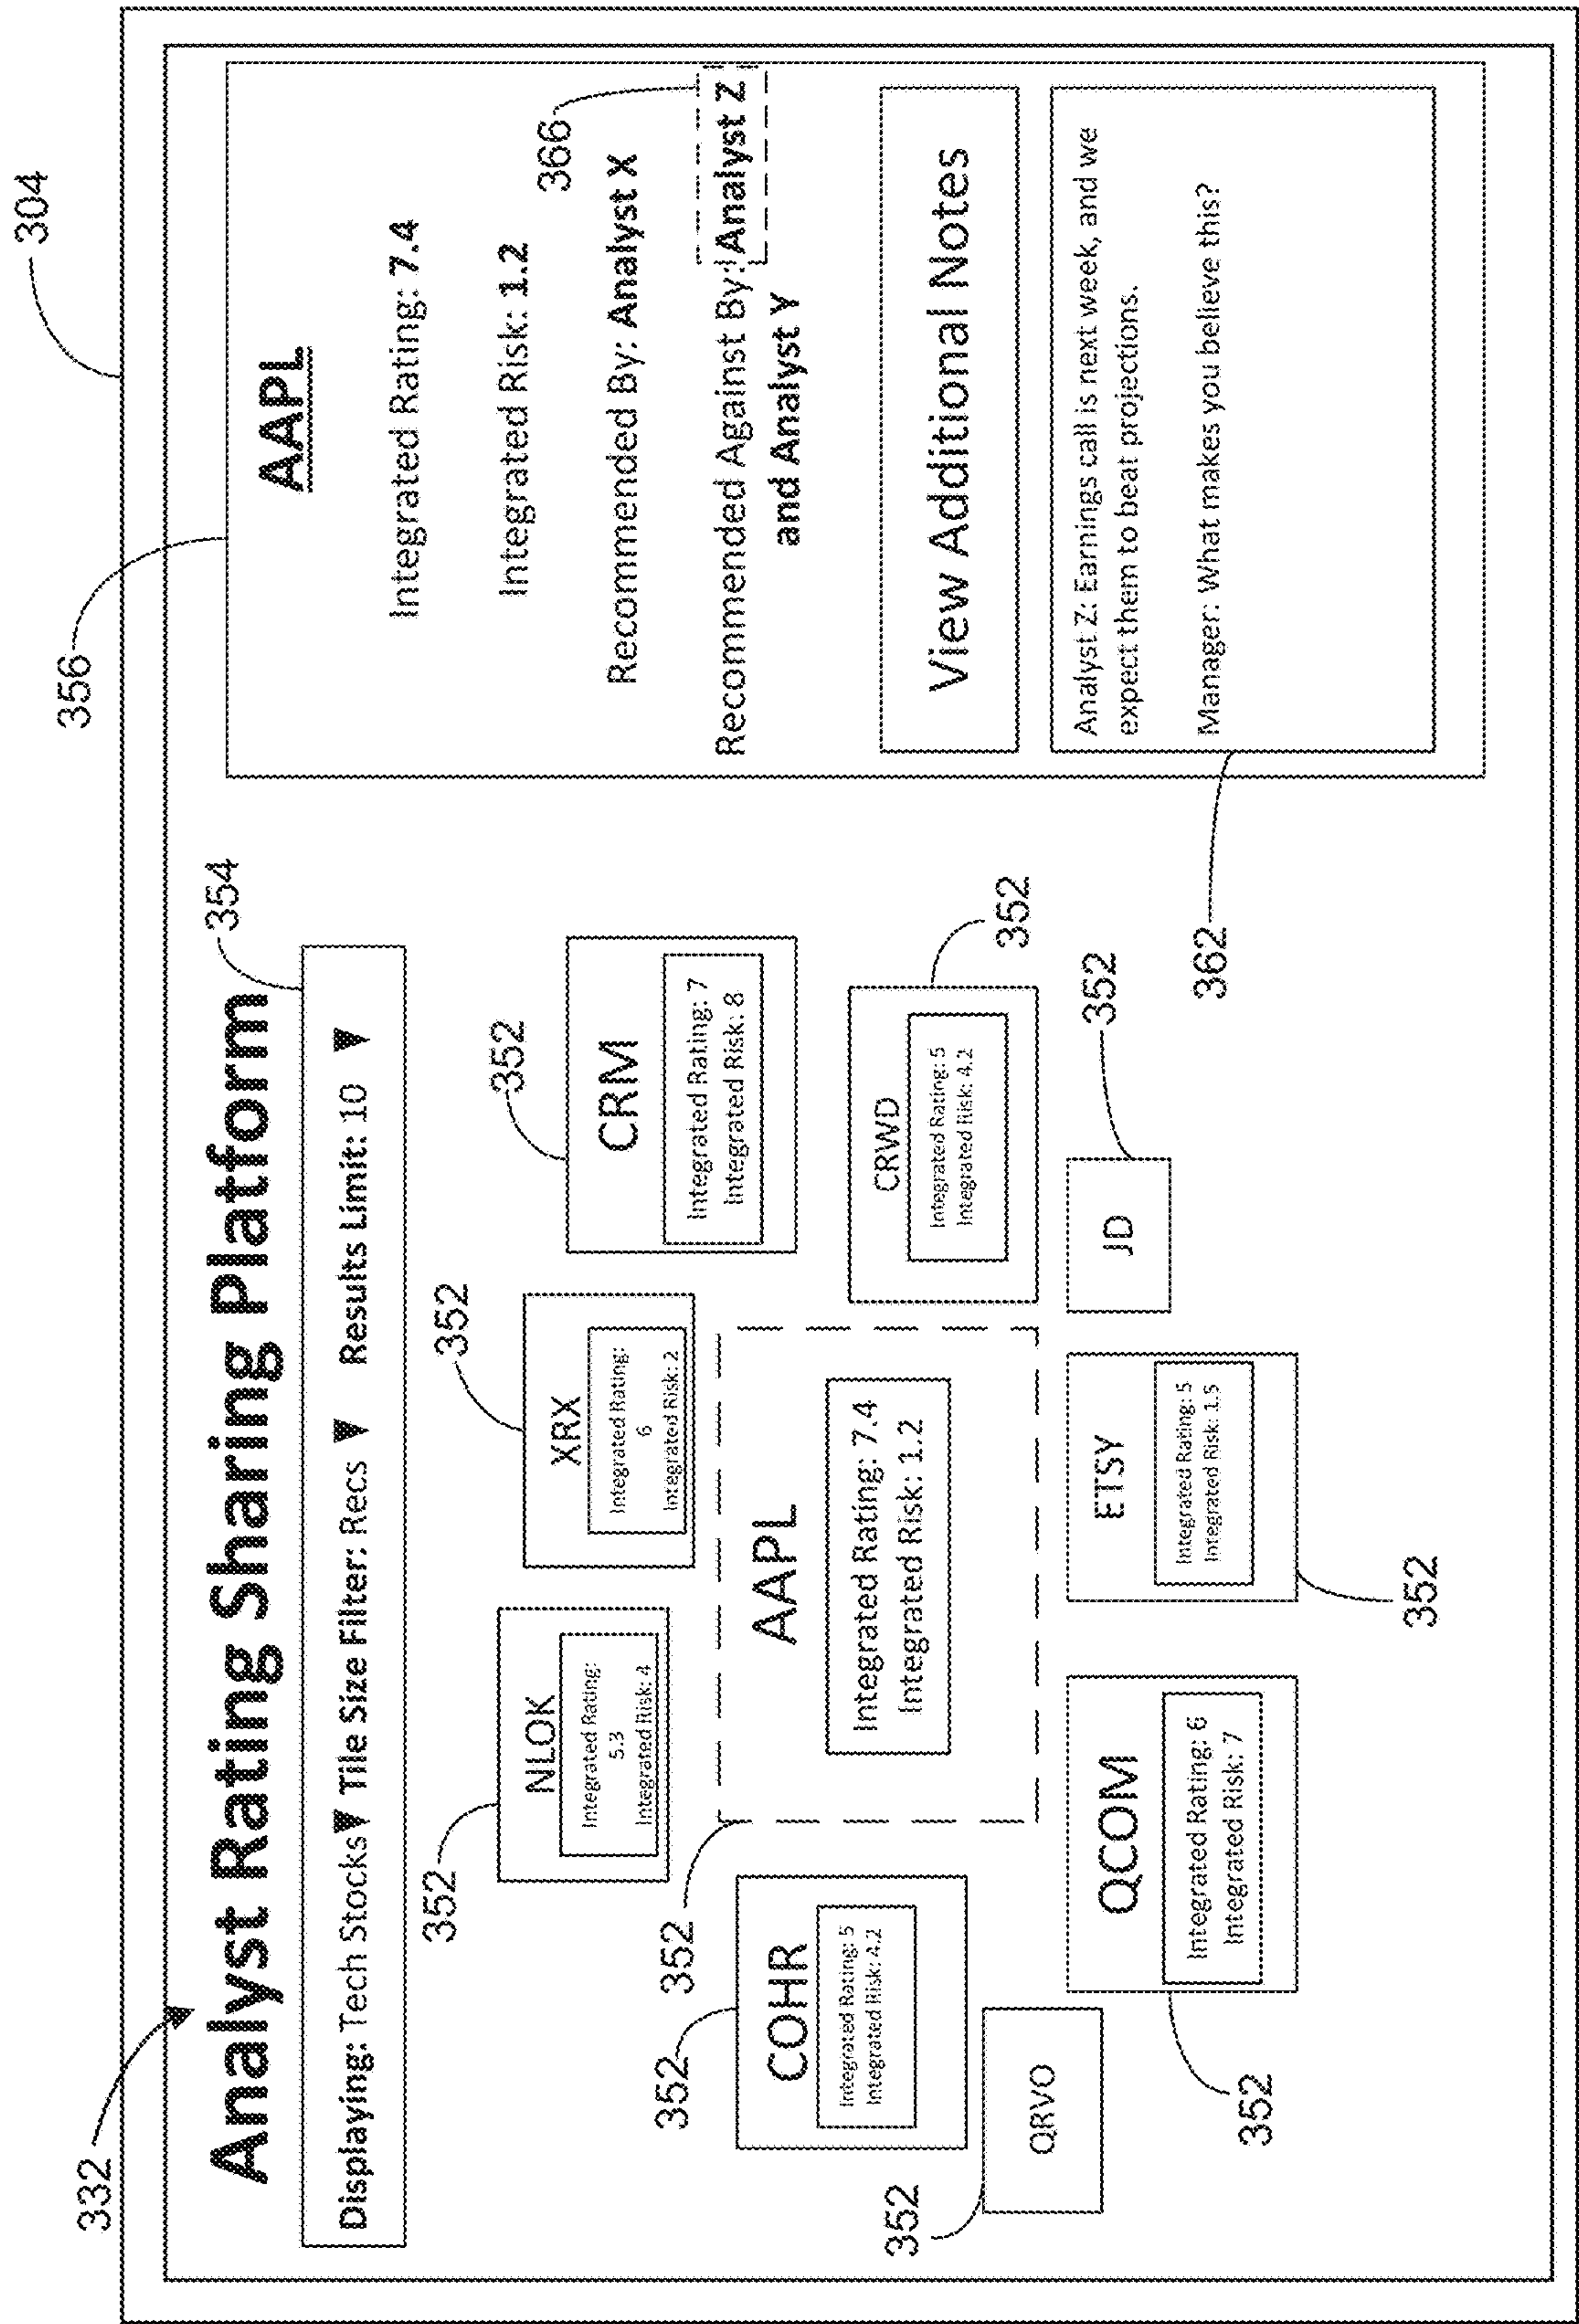 304
332
Analyst Rating Sharing Platform
354
Displaying: Tech Stocks▼ Tile Size Filter: Recs ▼ Results Limit: 10 ▼
352
NLOK
Integrated Rating:
5.3
Integrated Risk: 4
352
XRX
Integrated Rating:
6
Integrated Risk: 2
352
CRM
Integrated Rating: 7
Integrated Risk: 8
352
COHR
Integrated Rating: 5
Integrated Risk: 4.2
352
AAPL
Integrated Rating: 7.4
Integrated Risk: 1.2
352
CRWD
Integrated Rating: 5
Integrated Risk: 4.2
352
QRVO
352
QCOM
Integrated Rating: 6
Integrated Risk: 7
352
ETSY
Integrated Rating: 5
Integrated Risk: 1.5
352
JD
352
356
AAPL
Integrated Rating: 7.4
Integrated Risk: 1.2
366
Recommended By: Analyst X
Recommended Against By: Analyst Z
and Analyst Y
View Additional Notes
362
Analyst Z: Earnings call is next week, and we
expect them to beat projections.
Manager: What makes you believe this?